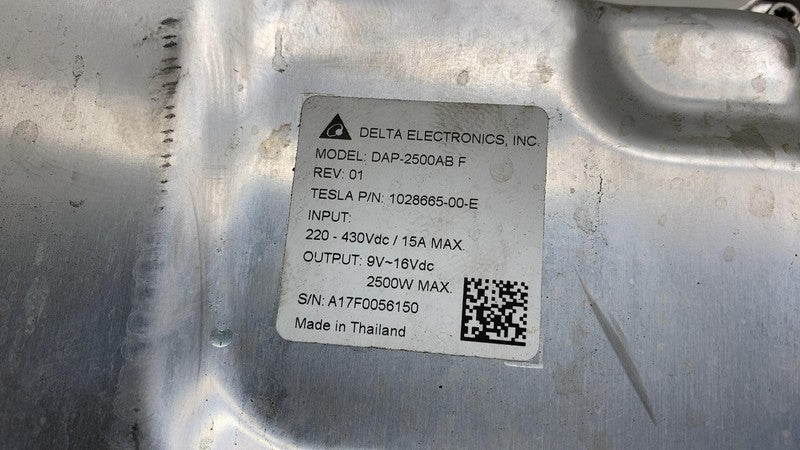 DELTA ELECTRONICS, INC.
MODEL: DAP-2500AB F
REV: 01
TESLA P/N: 1028665-00-E
INPUT:
220 - 430Vdc / 15A MAX.
OUTPUT: 9V~16Vdc
2500W MAX.
S/N: A17F0056150
Made in Thailand